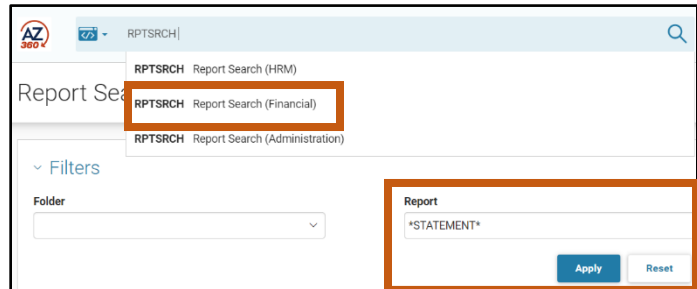 AZ
360
</>
RPTSRCH
RPTSRCH Report Search (HRM)
Report Sea
RPTSRCH Report Search (Financial)
RPTSRCH Report Search (Administration)
Filters
Folder
Report
*STATEMENT*
Apply Reset